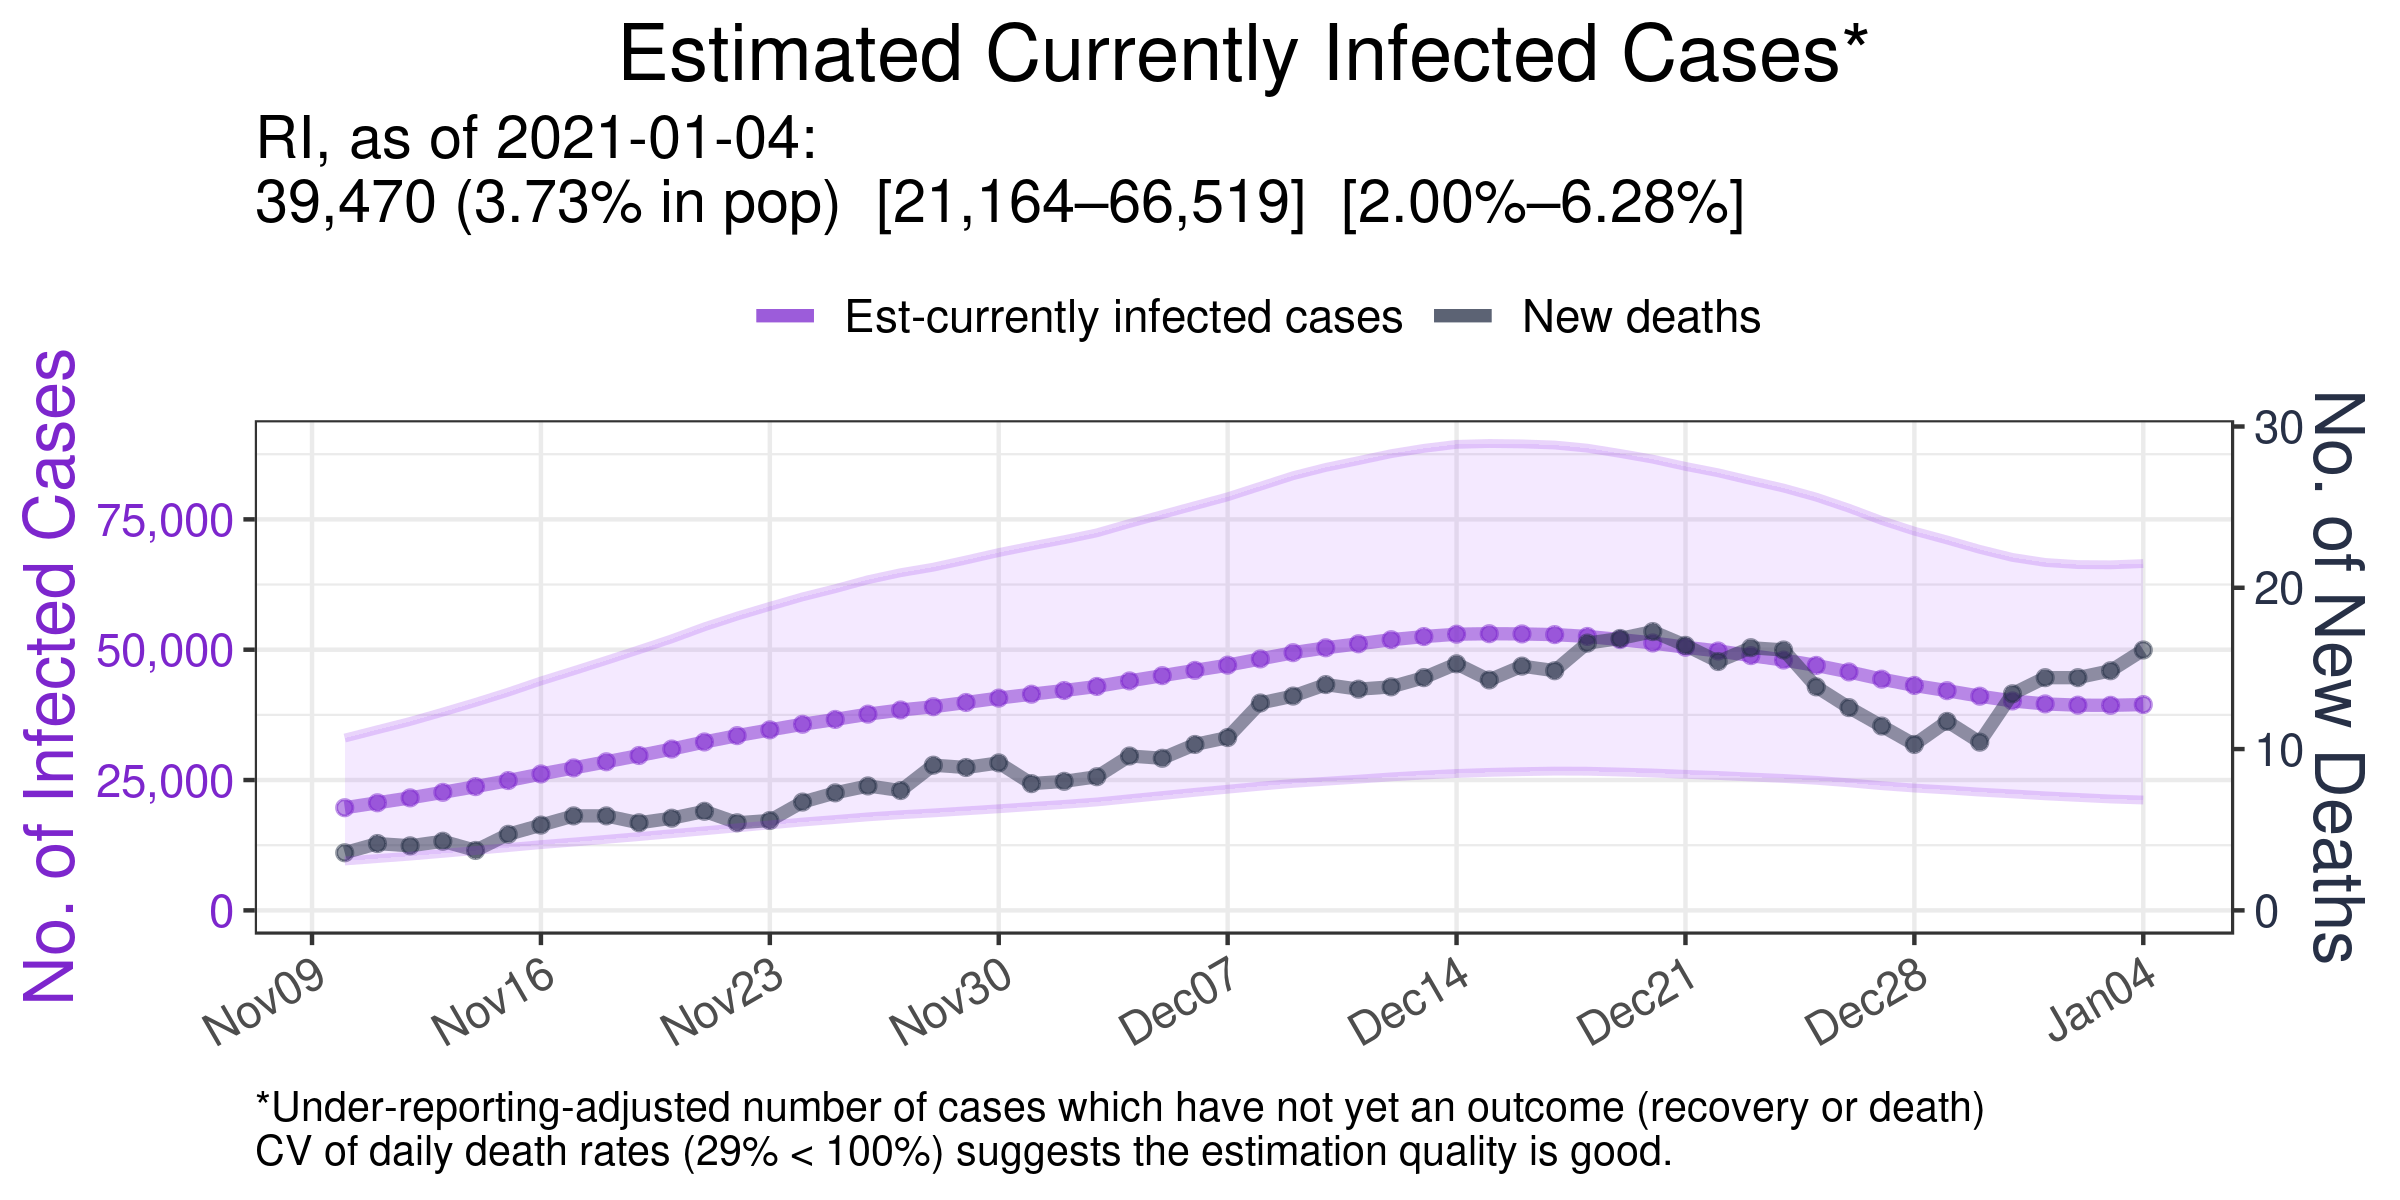 Estimated Currently Infected Cases*
RI, as of 2021-01-04:
39,470 (3.73% in pop)  [21,164–66,519]  [2.00%–6.28%]
Est-currently infected cases
New deaths
No. of Infected Cases
75,000
50,000
25,000
0
30
20
10
0
No. of New Deaths
Nov09
Nov16
Nov23
Nov30
Dec07
Dec14
Dec21
Dec28
Jan04
*Under-reporting-adjusted number of cases which have not yet an outcome (recovery or death)
CV of daily death rates (29% < 100%) suggests the estimation quality is good.